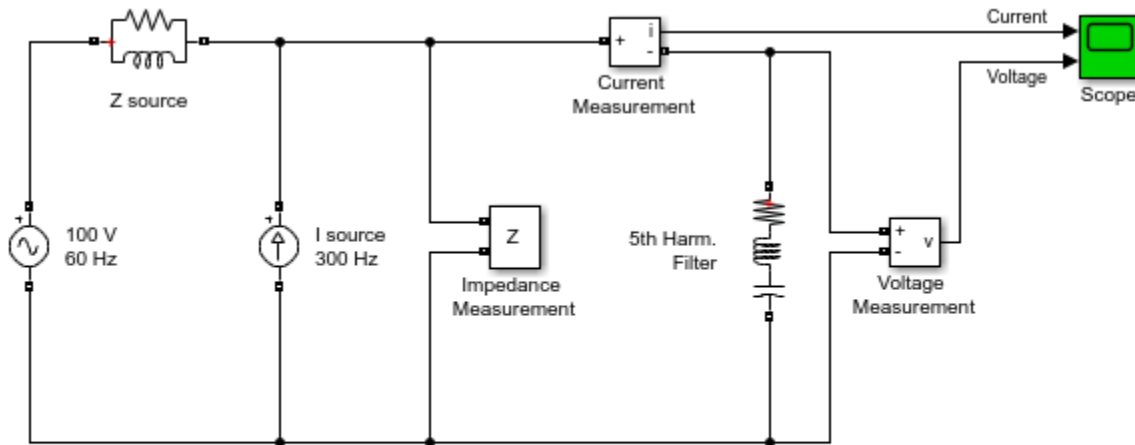 Z source
100 V
60 Hz
+
I source
300 Hz
+
Z
Impedance
Measurement
+
i
-
Current
Measurement
5th Harm.
Filter
+
-
v
Voltage
Measurement
Current
Voltage
Scope